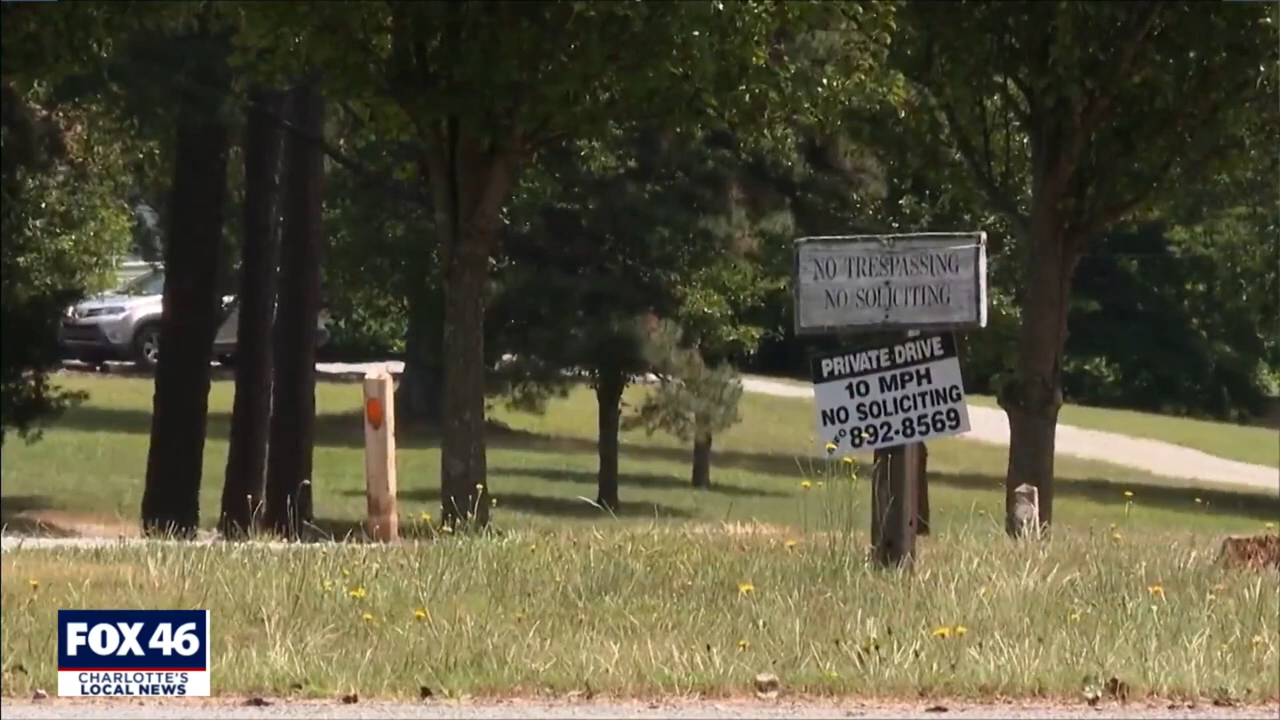 NO TRESPASSING
NO SOLICITING
PRIVATE DRIVE
10 MPH
NO SOLICITING
892-8569
FOX 46
CHARLOTTE'S
LOCAL NEWS